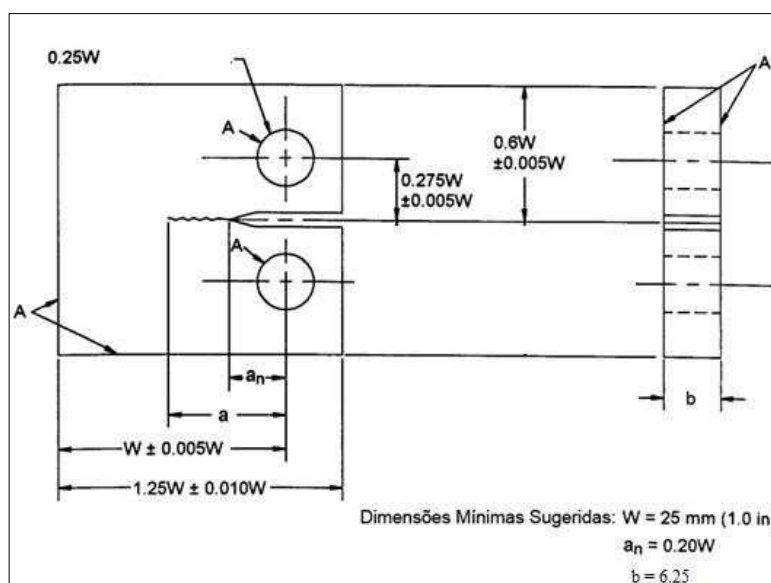 0.25W
A
A
0.6W
±0.005W
0.275W
±0.005W
A
A
an
a
b
W ± 0.005W
1.25W ± 0.010W
Dimensões Mínimas Sugeridas: W = 25 mm (1.0 in
an = 0.20W
b = 6.25